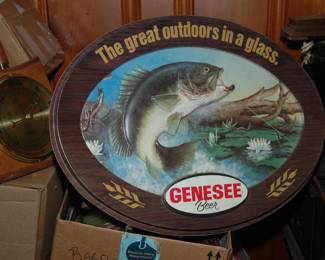 The great outdoors in a glass.
GENESEE
Beer